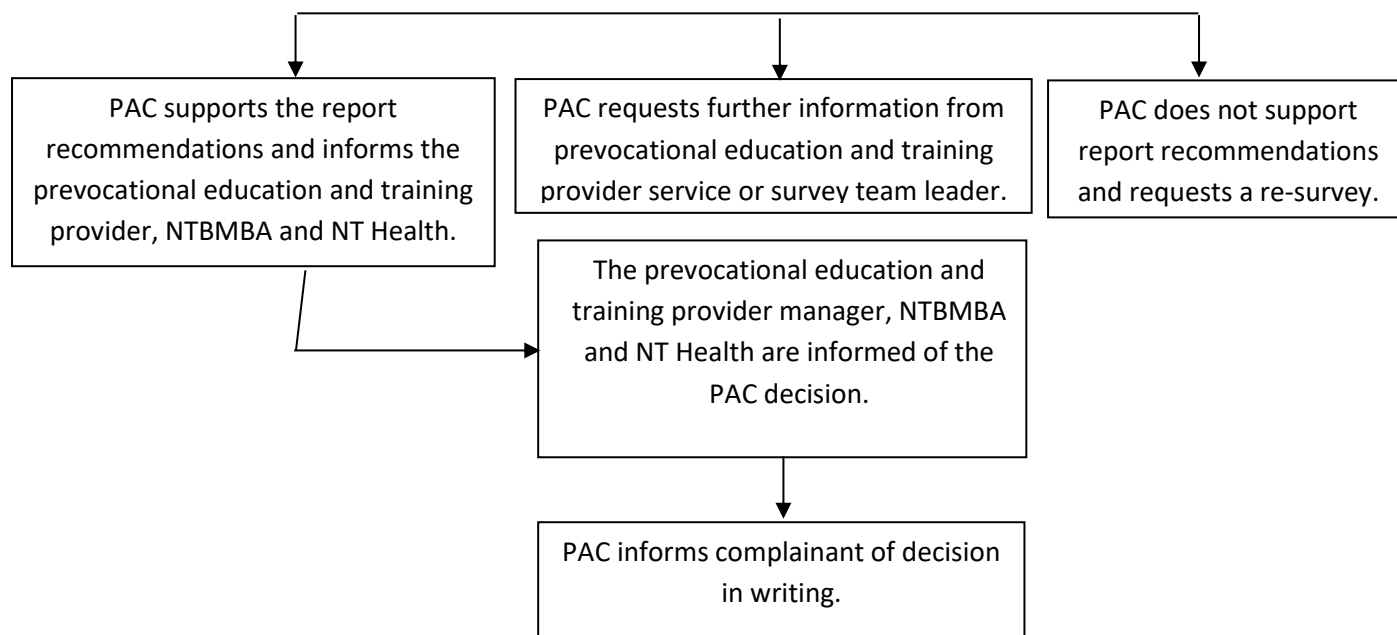 PAC supports the report
recommendations and informs the
prevocational education and training
provider, NTBMBA and NT Health.
PAC requests further information from
prevocational education and training
provider service or survey team leader.
PAC does not support
report recommendations
and requests a re-survey.
The prevocational education and
training provider manager, NTBMBA
and NT Health are informed of the
PAC decision.
PAC informs complainant of decision
in writing.